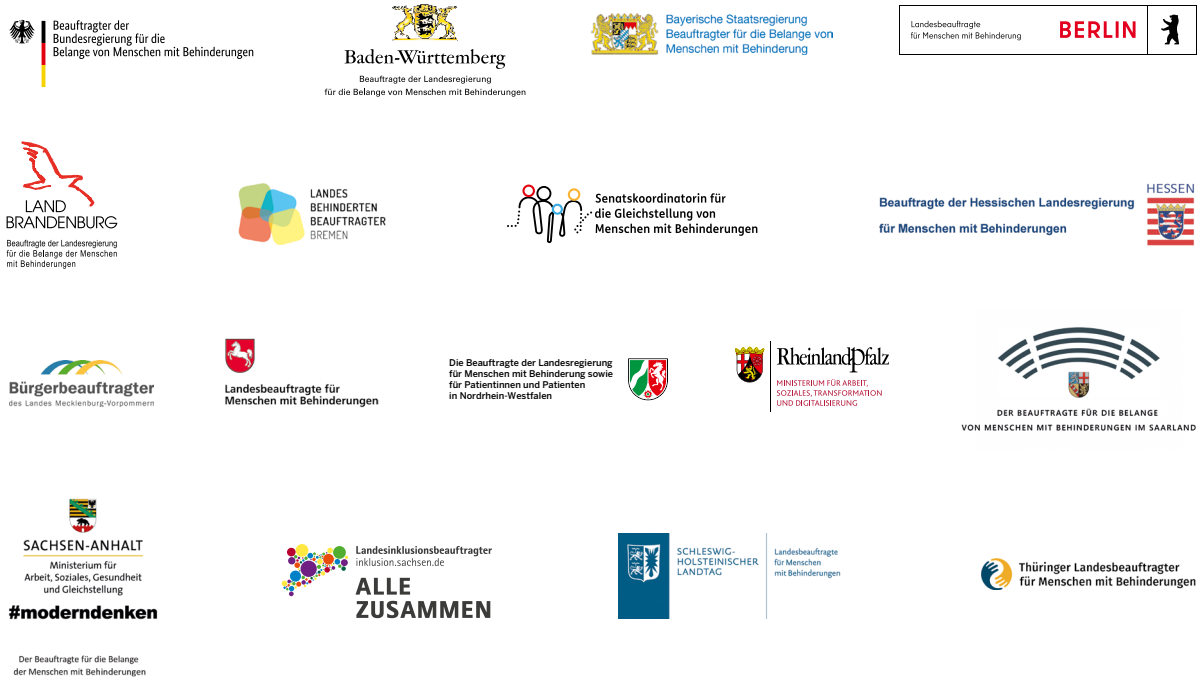 Beauftragter der
Bundesregierung für die
Belange von Menschen mit Behinderungen
Baden-Württemberg
Beauftragte der Landesregierung
für die Belange von Menschen mit Behinderungen
Bayerische Staatsregierung
Beauftragter für die Belange von
Menschen mit Behinderung
Landesbeauftragte
für Menschen mit Behinderung
BERLIN
LAND
BRANDENBURG
Beauftragte der Landesregierung
für die Belange der Menschen
mit Behinderungen
LANDES
BEHINDERTEN
BEAUFTRAGTER
BREMEN
Senatskoordinatorin für
die Gleichstellung von
Menschen mit Behinderungen
Beauftragte der Hessischen Landesregierung
für Menschen mit Behinderungen
HESSEN
Bürgerbeauftragter
des Landes Mecklenburg-Vorpommern
Landesbeauftragte für
Menschen mit Behinderungen
Die Beauftragte der Landesregierung
für Menschen mit Behinderung sowie
für Patientinnen und Patienten
in Nordrhein-Westfalen
RheinlandPfalz
MINISTERIUM FÜR ARBEIT,
SOZIALES, TRANSFORMATION
UND DIGITALISIERUNG
DER BEAUFTRAGTE FÜR DIE BELANGE
VON MENSCHEN MIT BEHINDERUNGEN IM SAARLAND
SACHSEN-ANHALT
Ministerium für
Arbeit, Soziales, Gesundheit
und Gleichstellung
#moderndenken
Der Beauftragte für die Belange
der Menschen mit Behinderungen
Landesinklusionsbeauftragter
inklusion.sachsen.de
ALLE
ZUSAMMEN
SCHLESWIG-
HOLSTEINISCHER
LANDTAG
Landesbeauftragte
für Menschen
mit Behinderungen
Thüringer Landesbeauftragter
für Menschen mit Behinderungen